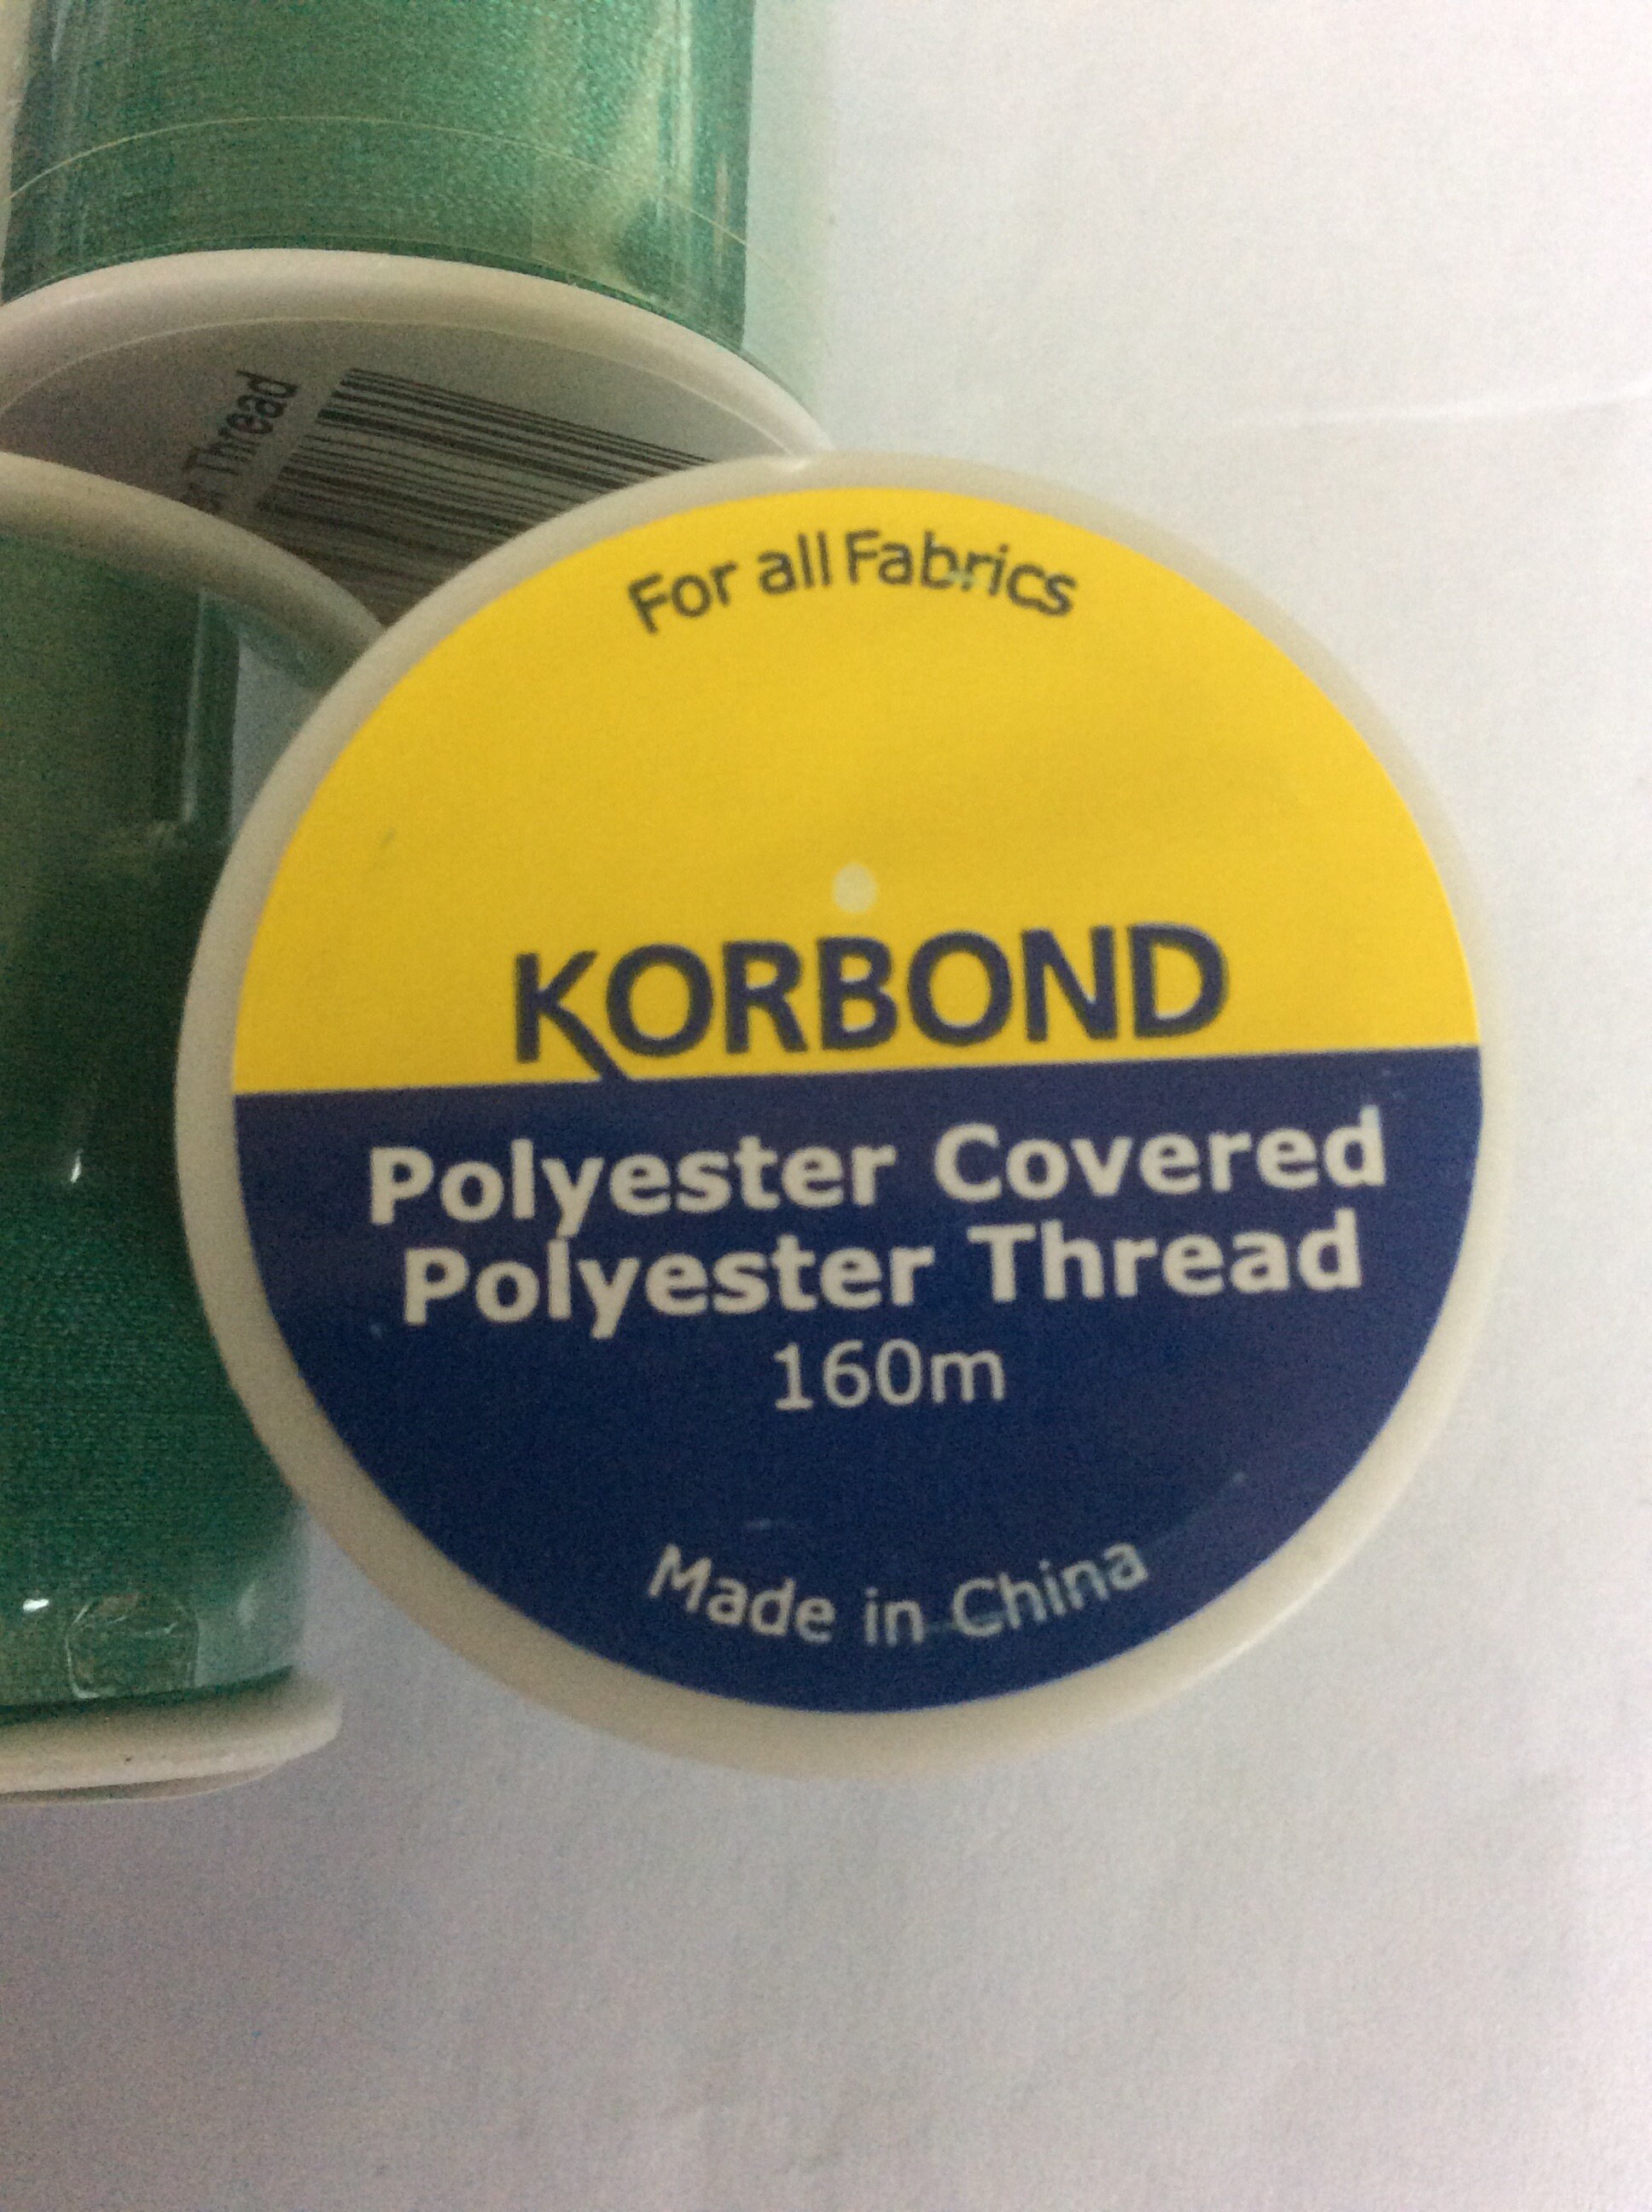 Thread
For all Fabrics
KORBOND
Polyester Covered
Polyester Thread
160m
Made in China